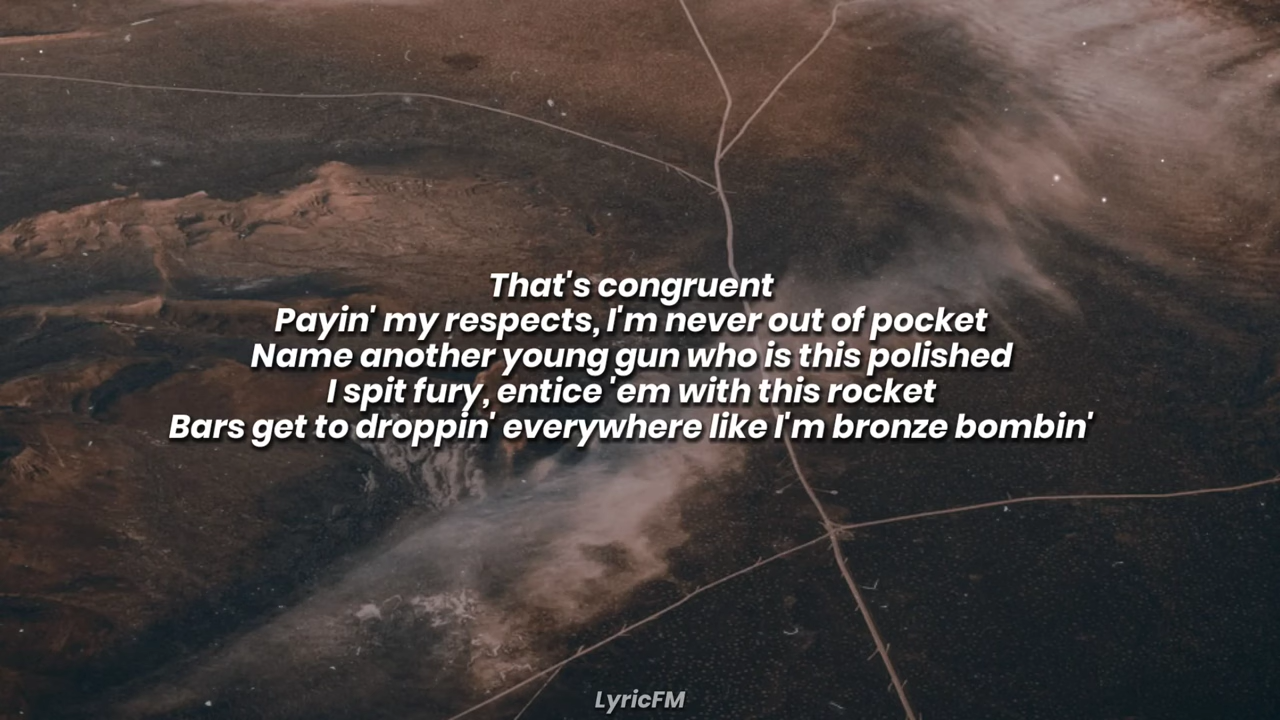 That's congruent
Payin' my respects, I'm never out of pocket
Name another young gun who is this polished
I spit fury, entice 'em with this rocket
Bars get to droppin' everywhere like I'm bronze bombin'
LyricFM